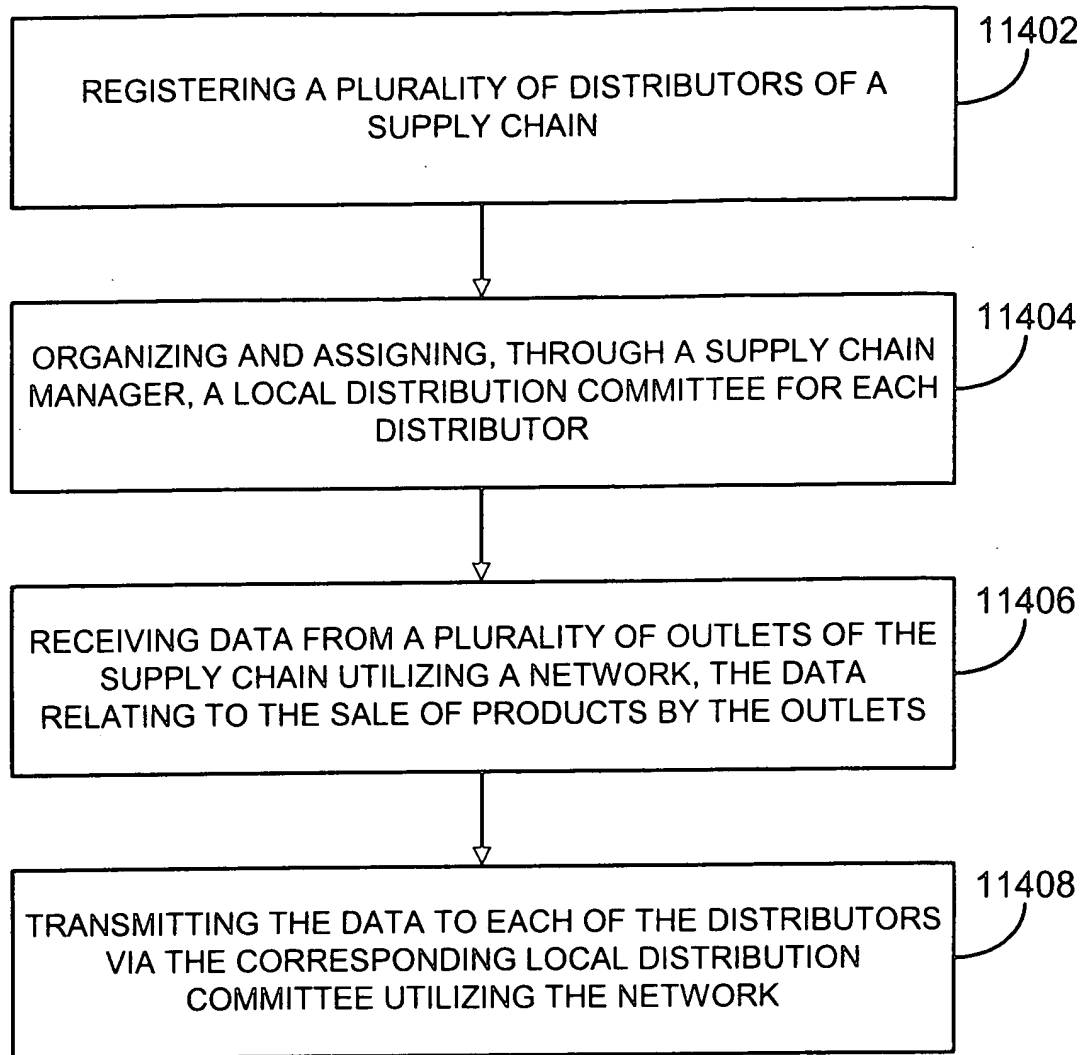 11402
REGISTERING A PLURALITY OF DISTRIBUTORS OF A
SUPPLY CHAIN
11404
ORGANIZING AND ASSIGNING, THROUGH A SUPPLY CHAIN
MANAGER, A LOCAL DISTRIBUTION COMMITTEE FOR EACH
DISTRIBUTOR
11406
RECEIVING DATA FROM A PLURALITY OF OUTLETS OF THE
SUPPLY CHAIN UTILIZING A NETWORK, THE DATA
RELATING TO THE SALE OF PRODUCTS BY THE OUTLETS
11408
TRANSMITTING THE DATA TO EACH OF THE DISTRIBUTORS
VIA THE CORRESPONDING LOCAL DISTRIBUTION
COMMITTEE UTILIZING THE NETWORK